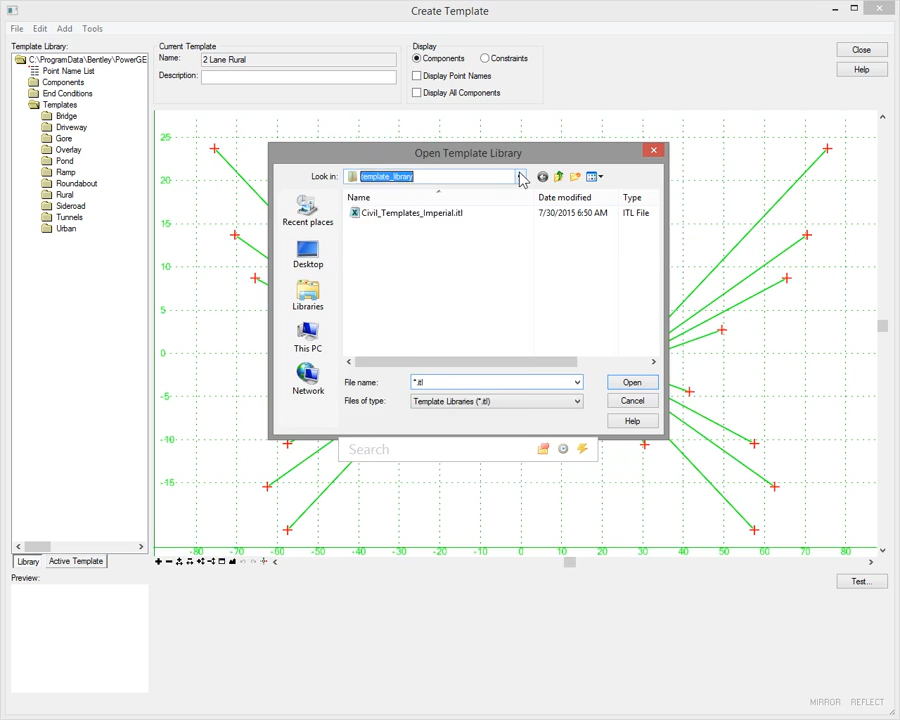 Create Template
File Edit Add Tools
Template Library:
C:\ProgramData\Bentley\PowerGE
Point Name List
Components
End Conditions
Templates
Bridge
Driveway
Gore
Overlay
Pond
Ramp
Roundabout
Rural
Sideroad
Tunnels
Urban
Library Active Template
Preview:
Current Template
Name: 2 Lane Rural
Description:
Display
Components Constraints
Display Point Names
Display All Components
Close
Help
25
15
10
5
0
-5
-10
-15
-80 -70 -60 -50 -40 -30 -20 -10 0 10 20 30 40 50 60 70 80
Open Template Library
Look in: template_library
Name Date modified Type
Civil_Templates_Imperial.itl 7/30/2015 6:50 AM ITL File
Recent places
Desktop
Libraries
This PC
Network
File name: *.itl Open
Files of type: Template Libraries (*.itl) Cancel
Help
Search
Test...
MIRROR REFLECT